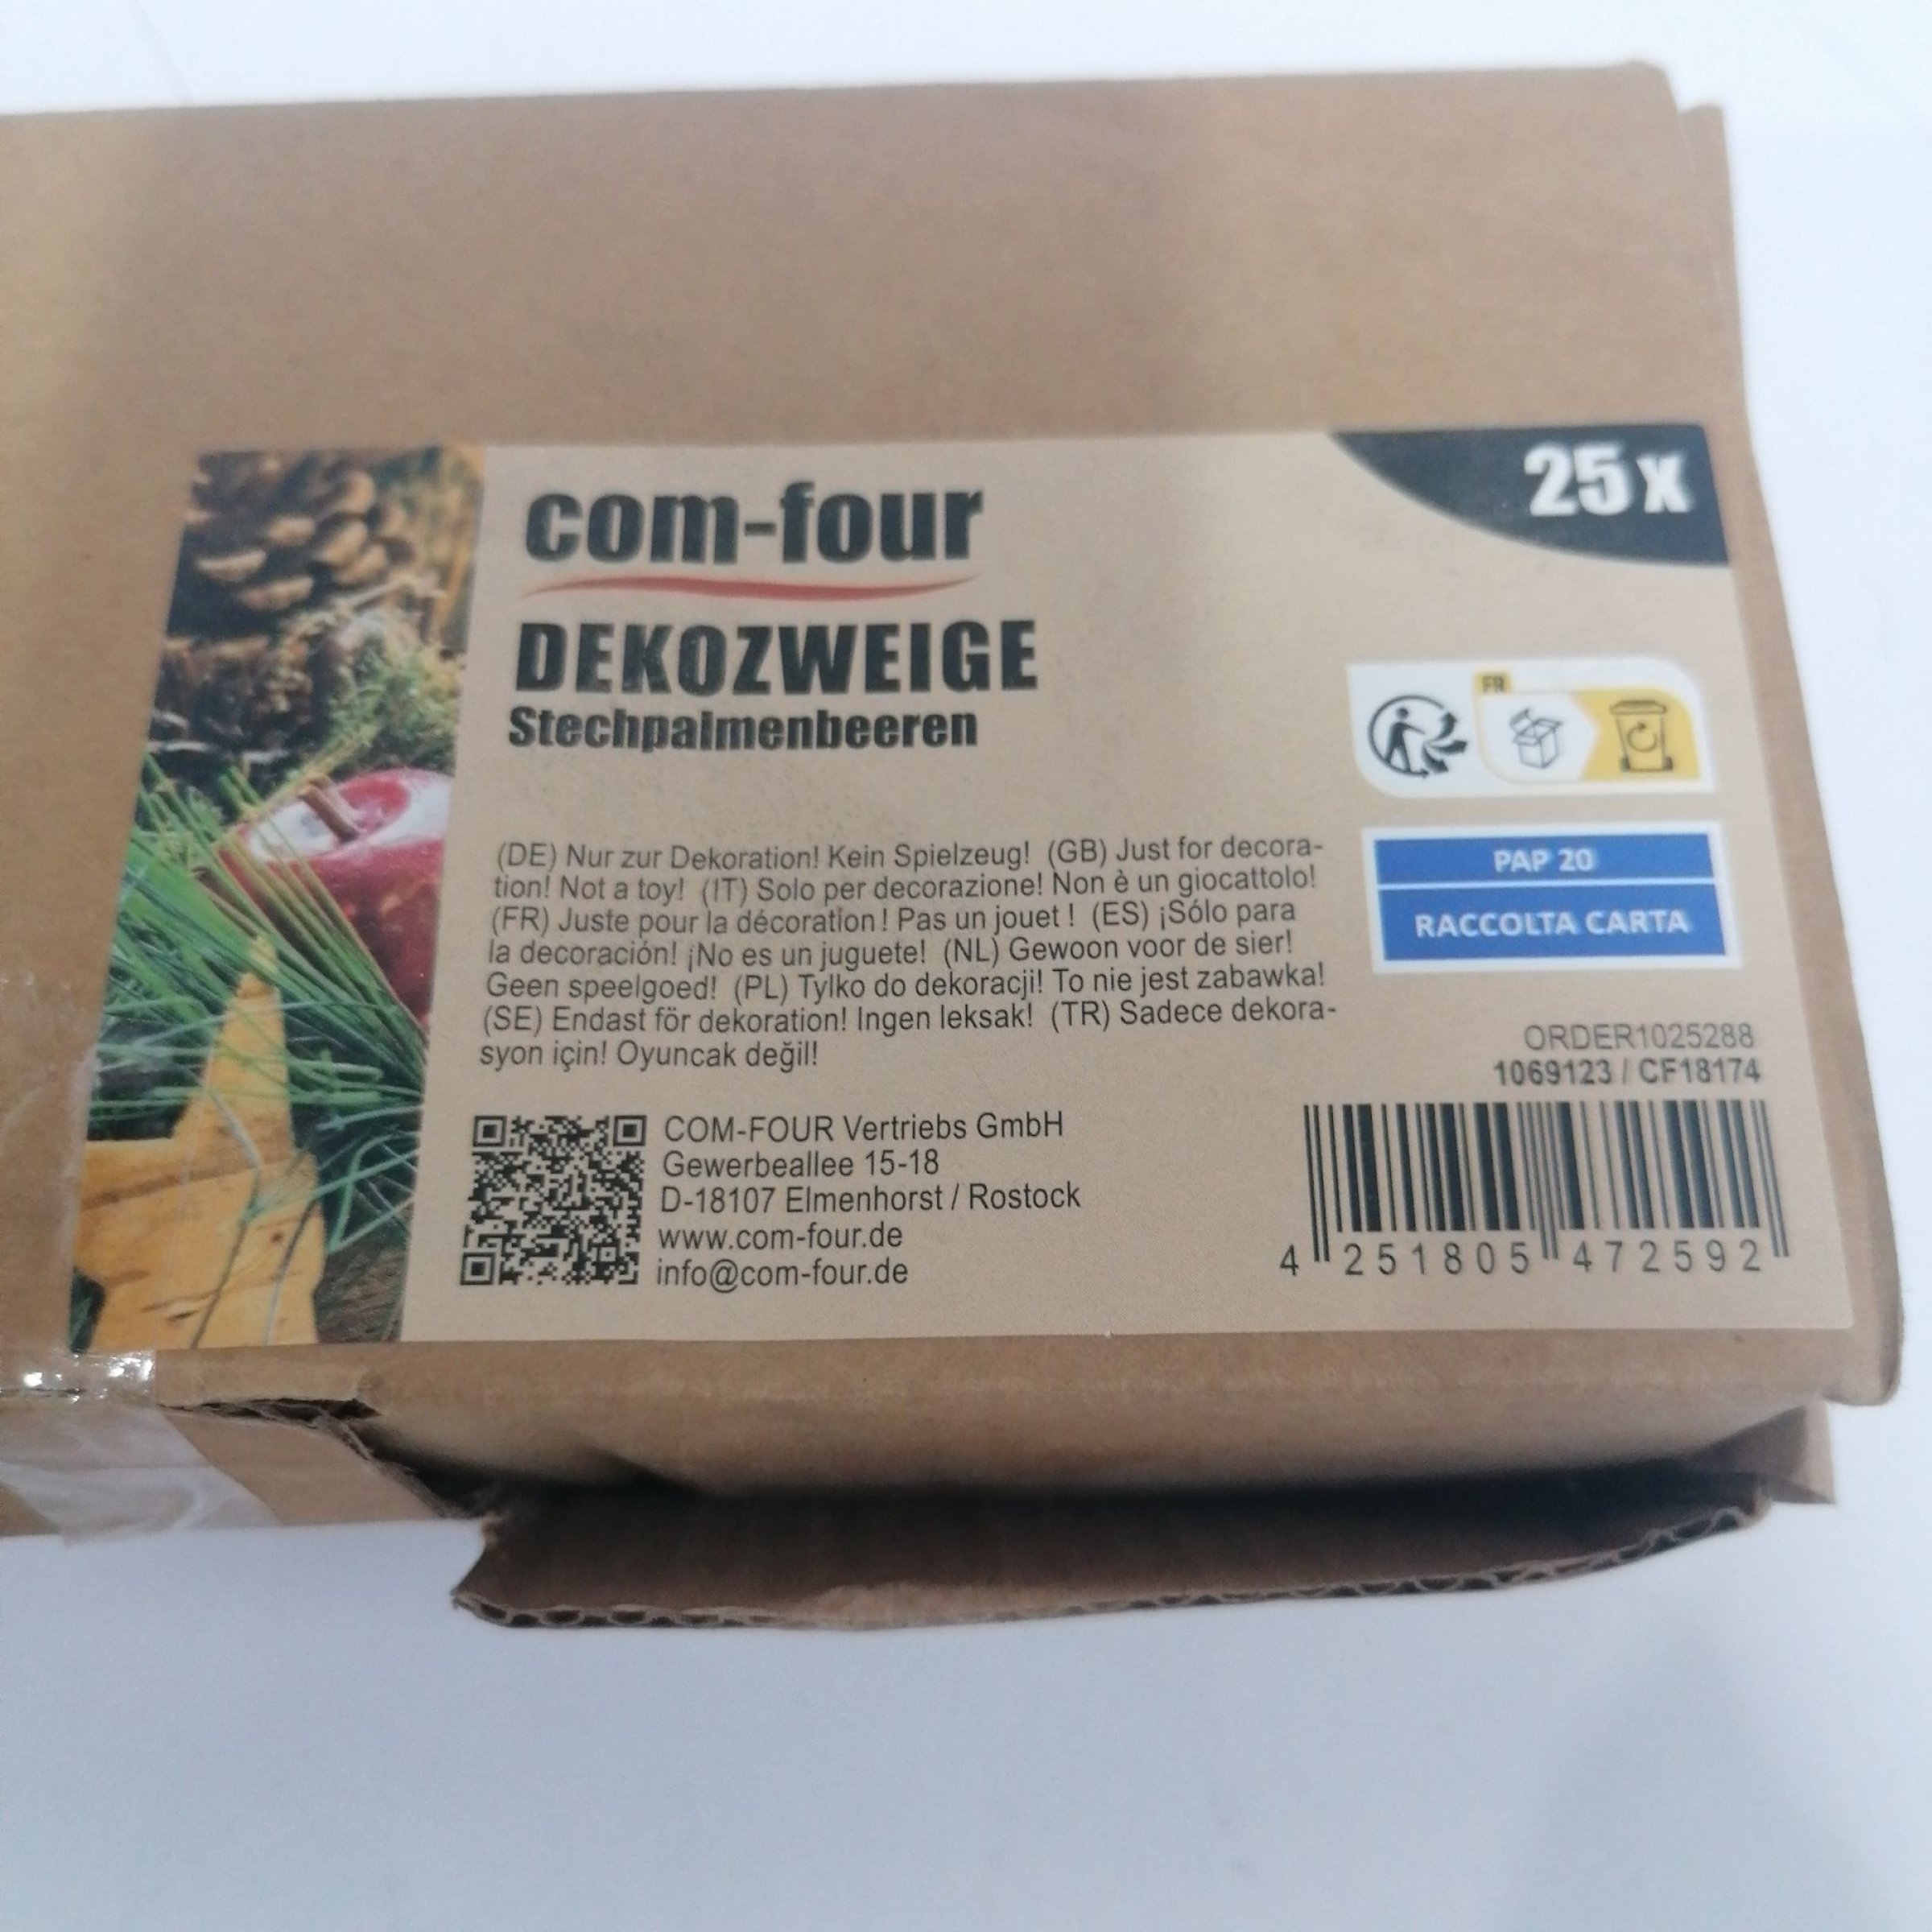 25x
com-four
DEKOZWEIGE
Stechpalmenbeeren
FR
(DE) Nur zur Dekoration! Kein Spielzeug! (GB) Just for decora-
tion! Not a toy! (IT) Solo per decorazione! Non è un giocattolo!
(FR) Juste pour la décoration ! Pas un jouet ! (ES) ¡Sólo para
la decoración! ¡No es un juguete! (NL) Gewoon voor de sier!
Geen speelgoed! (PL) Tylko do dekoracji! To nie jest zabawka!
(SE) Endast för dekoration! Ingen leksak! (TR) Sadece dekora-
syon için! Oyuncak değil!
PAP 20
RACCOLTA CARTA
COM-FOUR Vertriebs GmbH
Gewerbeallee 15-18
D-18107 Elmenhorst / Rostock
www.com-four.de
info@com-four.de
ORDER1025288
1069123 / CF18174
4 251805 472592